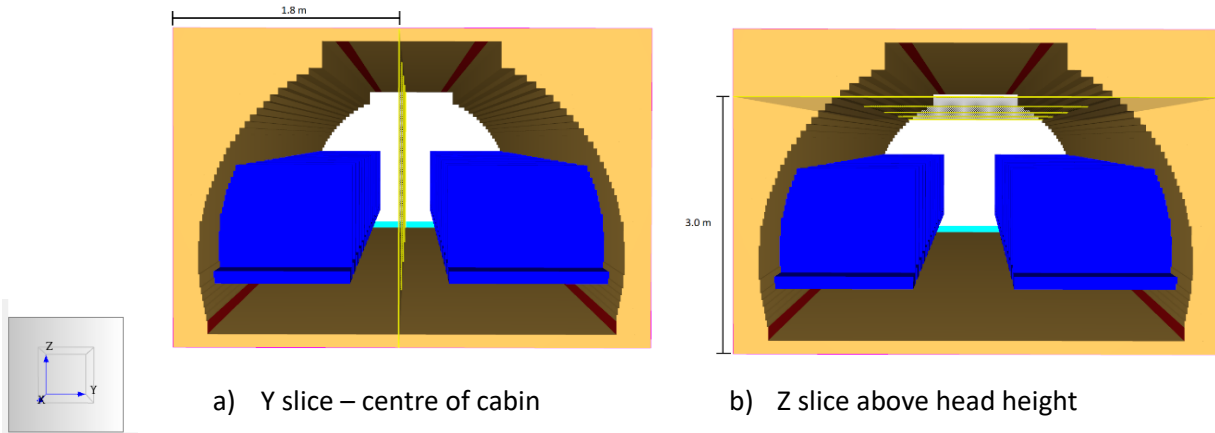 1.8 m
3.0 m
Z
Y
X
a) Y slice – centre of cabin
b) Z slice above head height